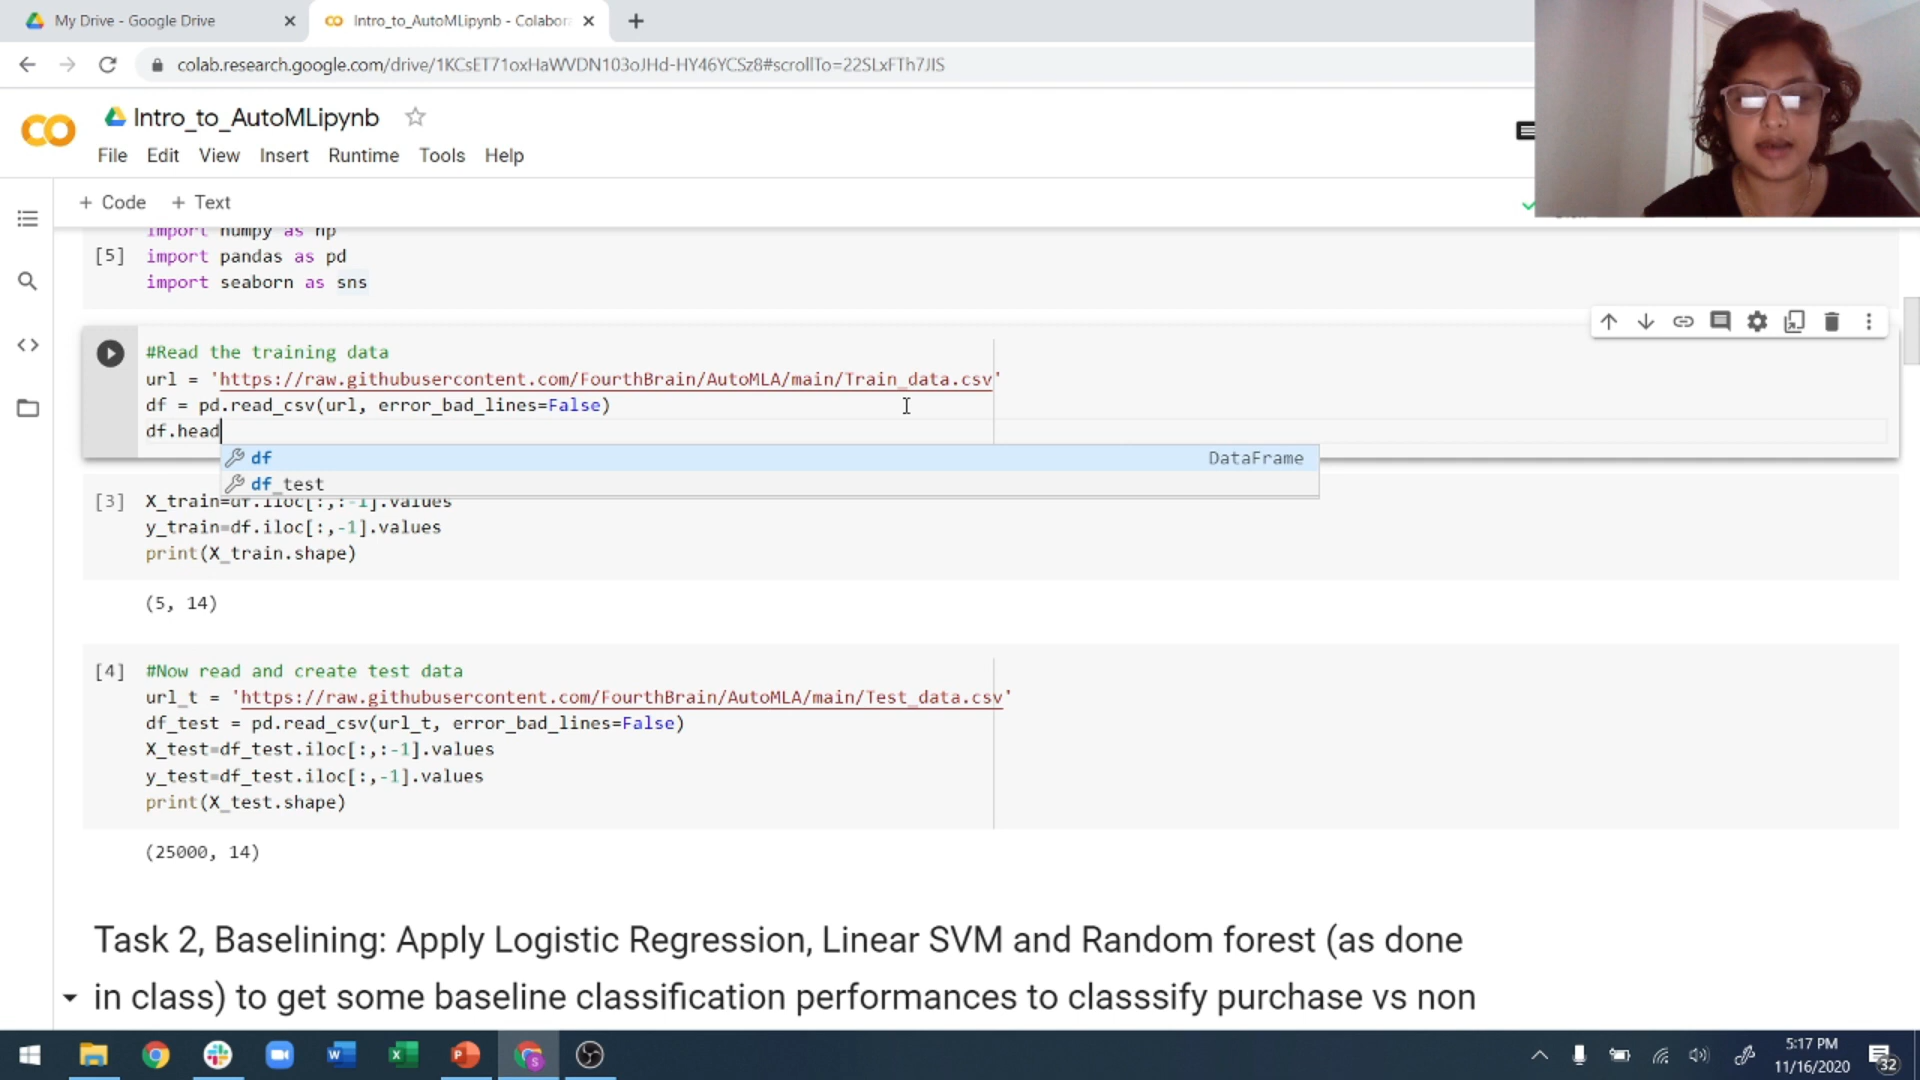 My Drive - Google Drive
Intro_to_AutoMLipynb - Colabor
colab.research.google.com/drive/1KCsET71oxHaWVDN103oJHd-HY46YCSz8#scrollTo=22SLxFTh7JIS
Intro_to_AutoMLipynb
File Edit View Insert Runtime Tools Help
+ Code + Text
import numpy as np
[5] import pandas as pd
import seaborn as sns
#Read the training data
url = 'https://raw.githubusercontent.com/FourthBrain/AutoMLA/main/Train_data.csv'
df = pd.read_csv(url, error_bad_lines=False)
df.head
df DataFrame
df_test
[3] X_train=df.iloc[:,:-1].values
y_train=df.iloc[:,-1].values
print(X_train.shape)
(5, 14)
[4] #Now read and create test data
url_t = 'https://raw.githubusercontent.com/FourthBrain/AutoMLA/main/Test_data.csv'
df_test = pd.read_csv(url_t, error_bad_lines=False)
X_test=df_test.iloc[:,:-1].values
y_test=df_test.iloc[:,-1].values
print(X_test.shape)
(25000, 14)
Task 2, Baselining: Apply Logistic Regression, Linear SVM and Random forest (as done
in class) to get some baseline classification performances to classsify purchase vs non
5:17 PM
11/16/2020
32